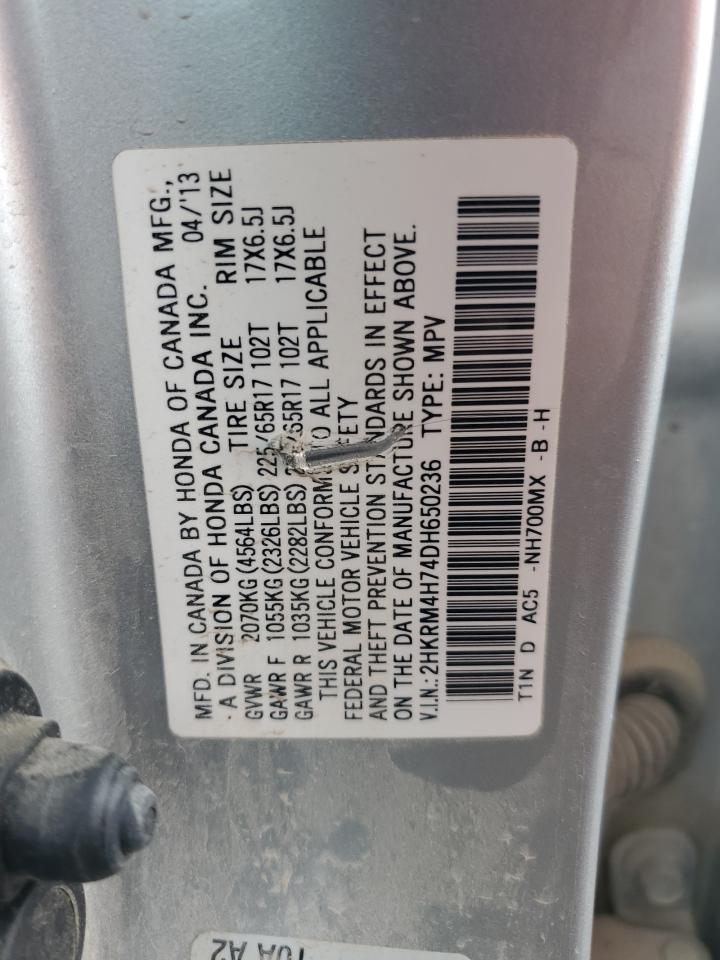 MFD. IN CANADA BY HONDA OF CANADA MFG.,
- A DIVISION OF HONDA CANADA INC. 04/'13
GVWR 2070KG (4564LBS) TIRE SIZE RIM SIZE
GAWR F 1055KG (2326LBS) 225/65R17 102T 17X6.5J
GAWR R 1035KG (2282LBS) 65R17 102T 17X6.5J
THIS VEHICLE CONFORMS TO ALL APPLICABLE
FEDERAL MOTOR VEHICLE SAFETY
AND THEFT PREVENTION STANDARDS IN EFFECT
ON THE DATE OF MANUFACTURE SHOWN ABOVE.
V.I.N.: 2HKRM4H74DH650236 TYPE: MPV
T1N D AC5 -NH700MX -B -H
A2